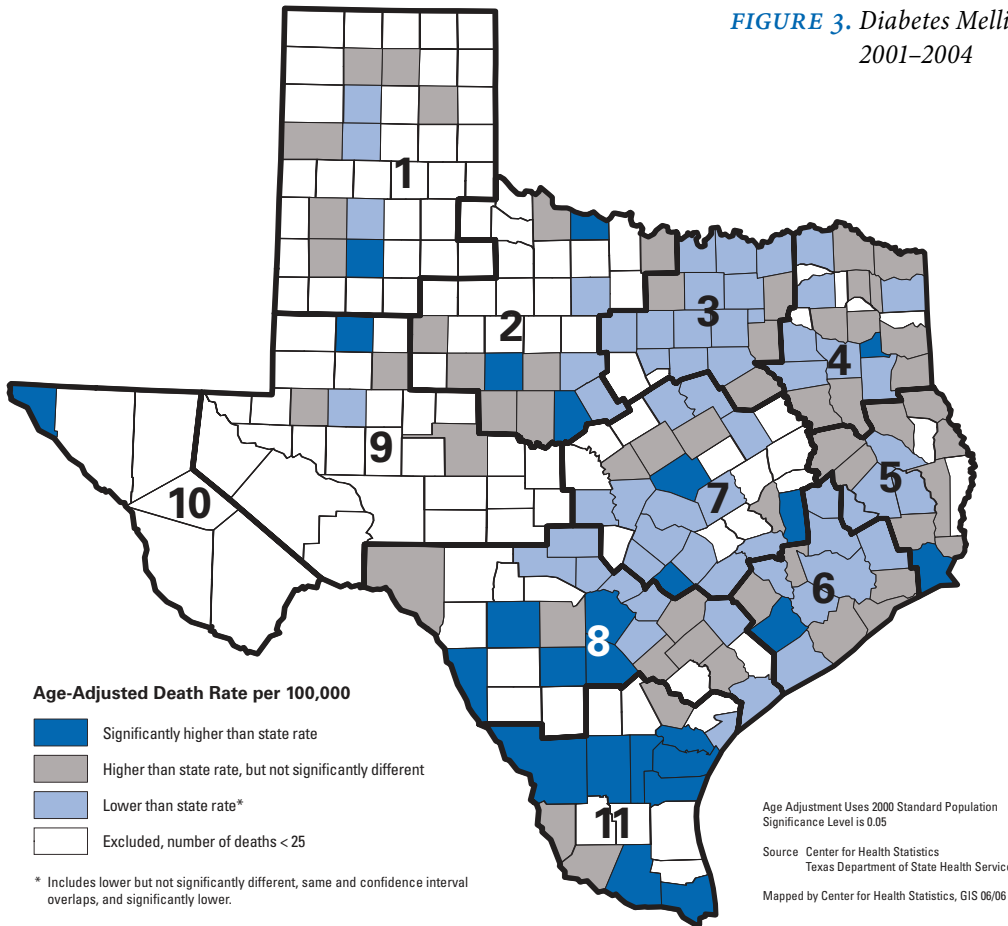 FIGURE 3. Diabetes Melli
2001–2004
1
2
3
4
9
5
7
10
6
8
11
Age-Adjusted Death Rate per 100,000
Significantly higher than state rate
Higher than state rate, but not significantly different
Lower than state rate*
Excluded, number of deaths < 25
* Includes lower but not significantly different, same and confidence interval
overlaps, and significantly lower.
Age Adjustment Uses 2000 Standard Population
Significance Level is 0.05
Source Center for Health Statistics
Texas Department of State Health Service
Mapped by Center for Health Statistics, GIS 06/06